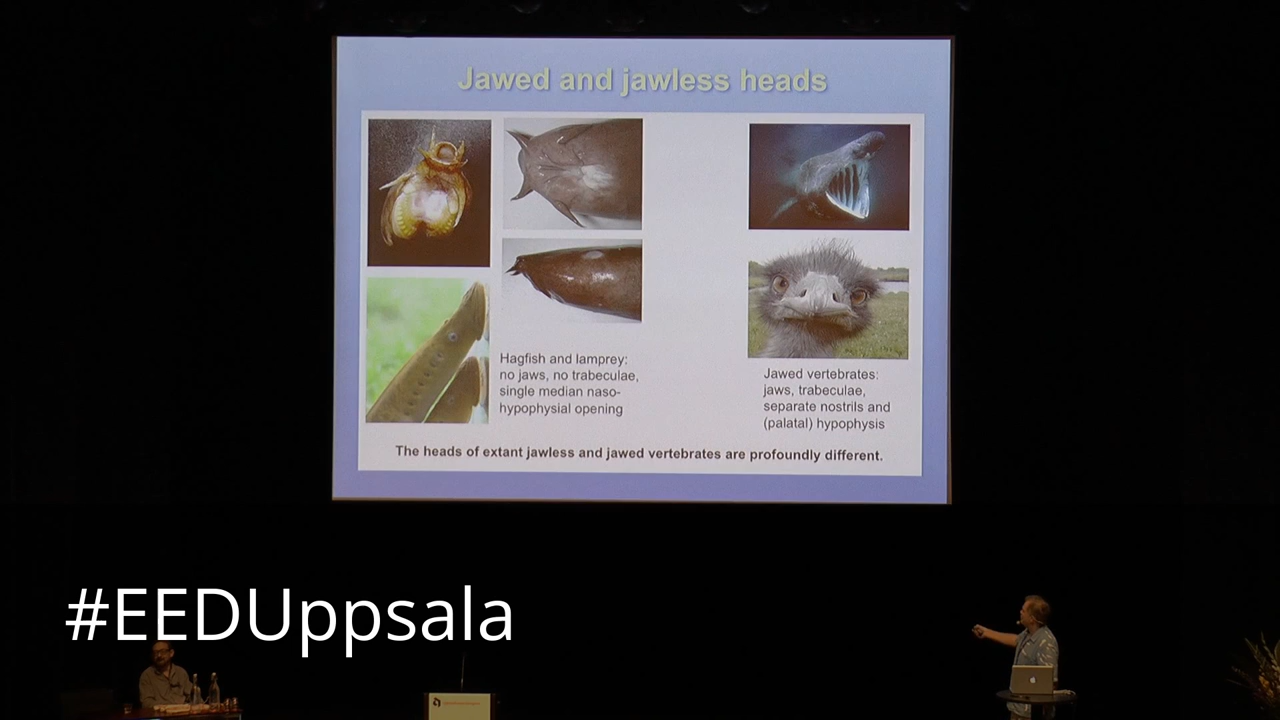 Jawed and jawless heads
Hagfish and lamprey:
no jaws, no trabeculae,
single median naso-
hypophysial opening
Jawed vertebrates:
jaws, trabeculae,
separate nostrils and
(palatal) hypophysis
The heads of extant jawless and jawed vertebrates are profoundly different.
#EEDUppsala